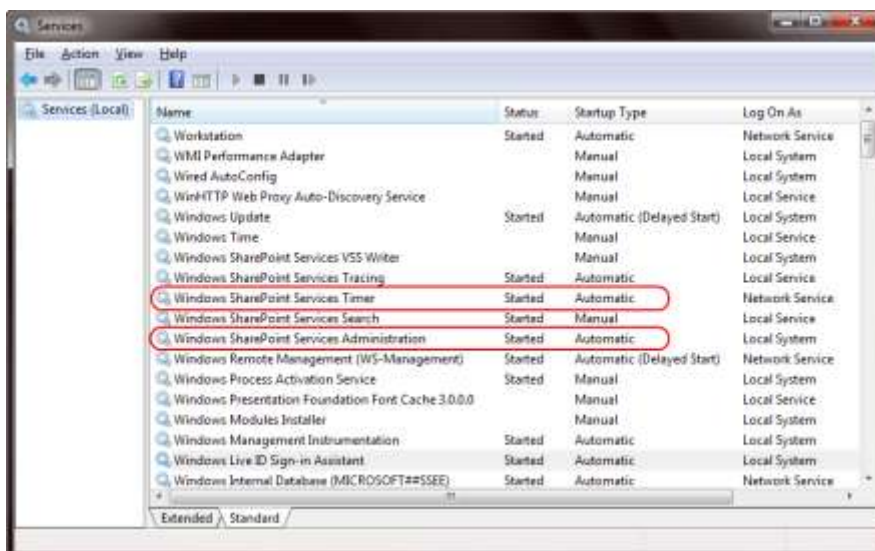 Services
File Action View Help
Services (Local)
Name Status Startup Type Log On As
Workstation Started Automatic Network Service
WMI Performance Adapter Manual Local System
Wired AutoConfig Manual Local System
WinHTTP Web Proxy Auto-Discovery Service Manual Local Service
Windows Update Started Automatic (Delayed Start) Local System
Windows Time Manual Local Service
Windows SharePoint Services VSS Writer Manual Local System
Windows SharePoint Services Tracing Started Automatic Local Service
Windows SharePoint Services Timer Started Automatic Network Service
Windows SharePoint Services Search Started Manual Local Service
Windows SharePoint Services Administration Started Automatic Local System
Windows Remote Management (WS-Management) Started Automatic (Delayed Start) Network Service
Windows Process Activation Service Started Manual Local System
Windows Presentation Foundation Font Cache 3.0.0.0 Manual Local Service
Windows Modules Installer Manual Local System
Windows Management Instrumentation Started Automatic Local System
Windows Live ID Sign-in Assistant Started Automatic Local System
Windows Internal Database (MICROSOFT##SSEE) Started Automatic Network Service
Extended Standard